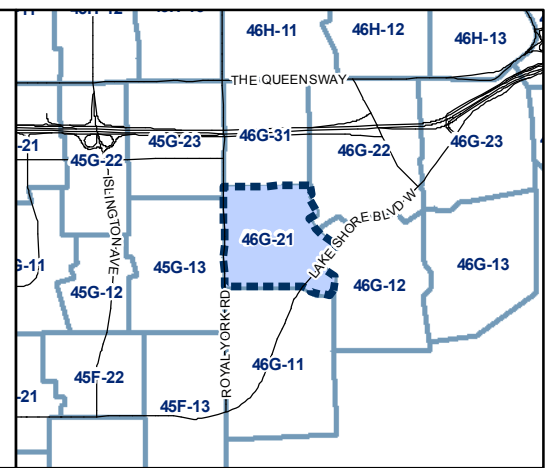 46H-11
46H-12
46H-13
THE QUEENSWAY
-21
45G-22
45G-23
46G-31
46G-22
46G-23
ISLINGTON AVE
46G-21
LAKE SHORE BLVD W
-11
45G-12
45G-13
46G-12
46G-13
ROYAL YORK RD
45F-22
46G-11
-21
45F-13